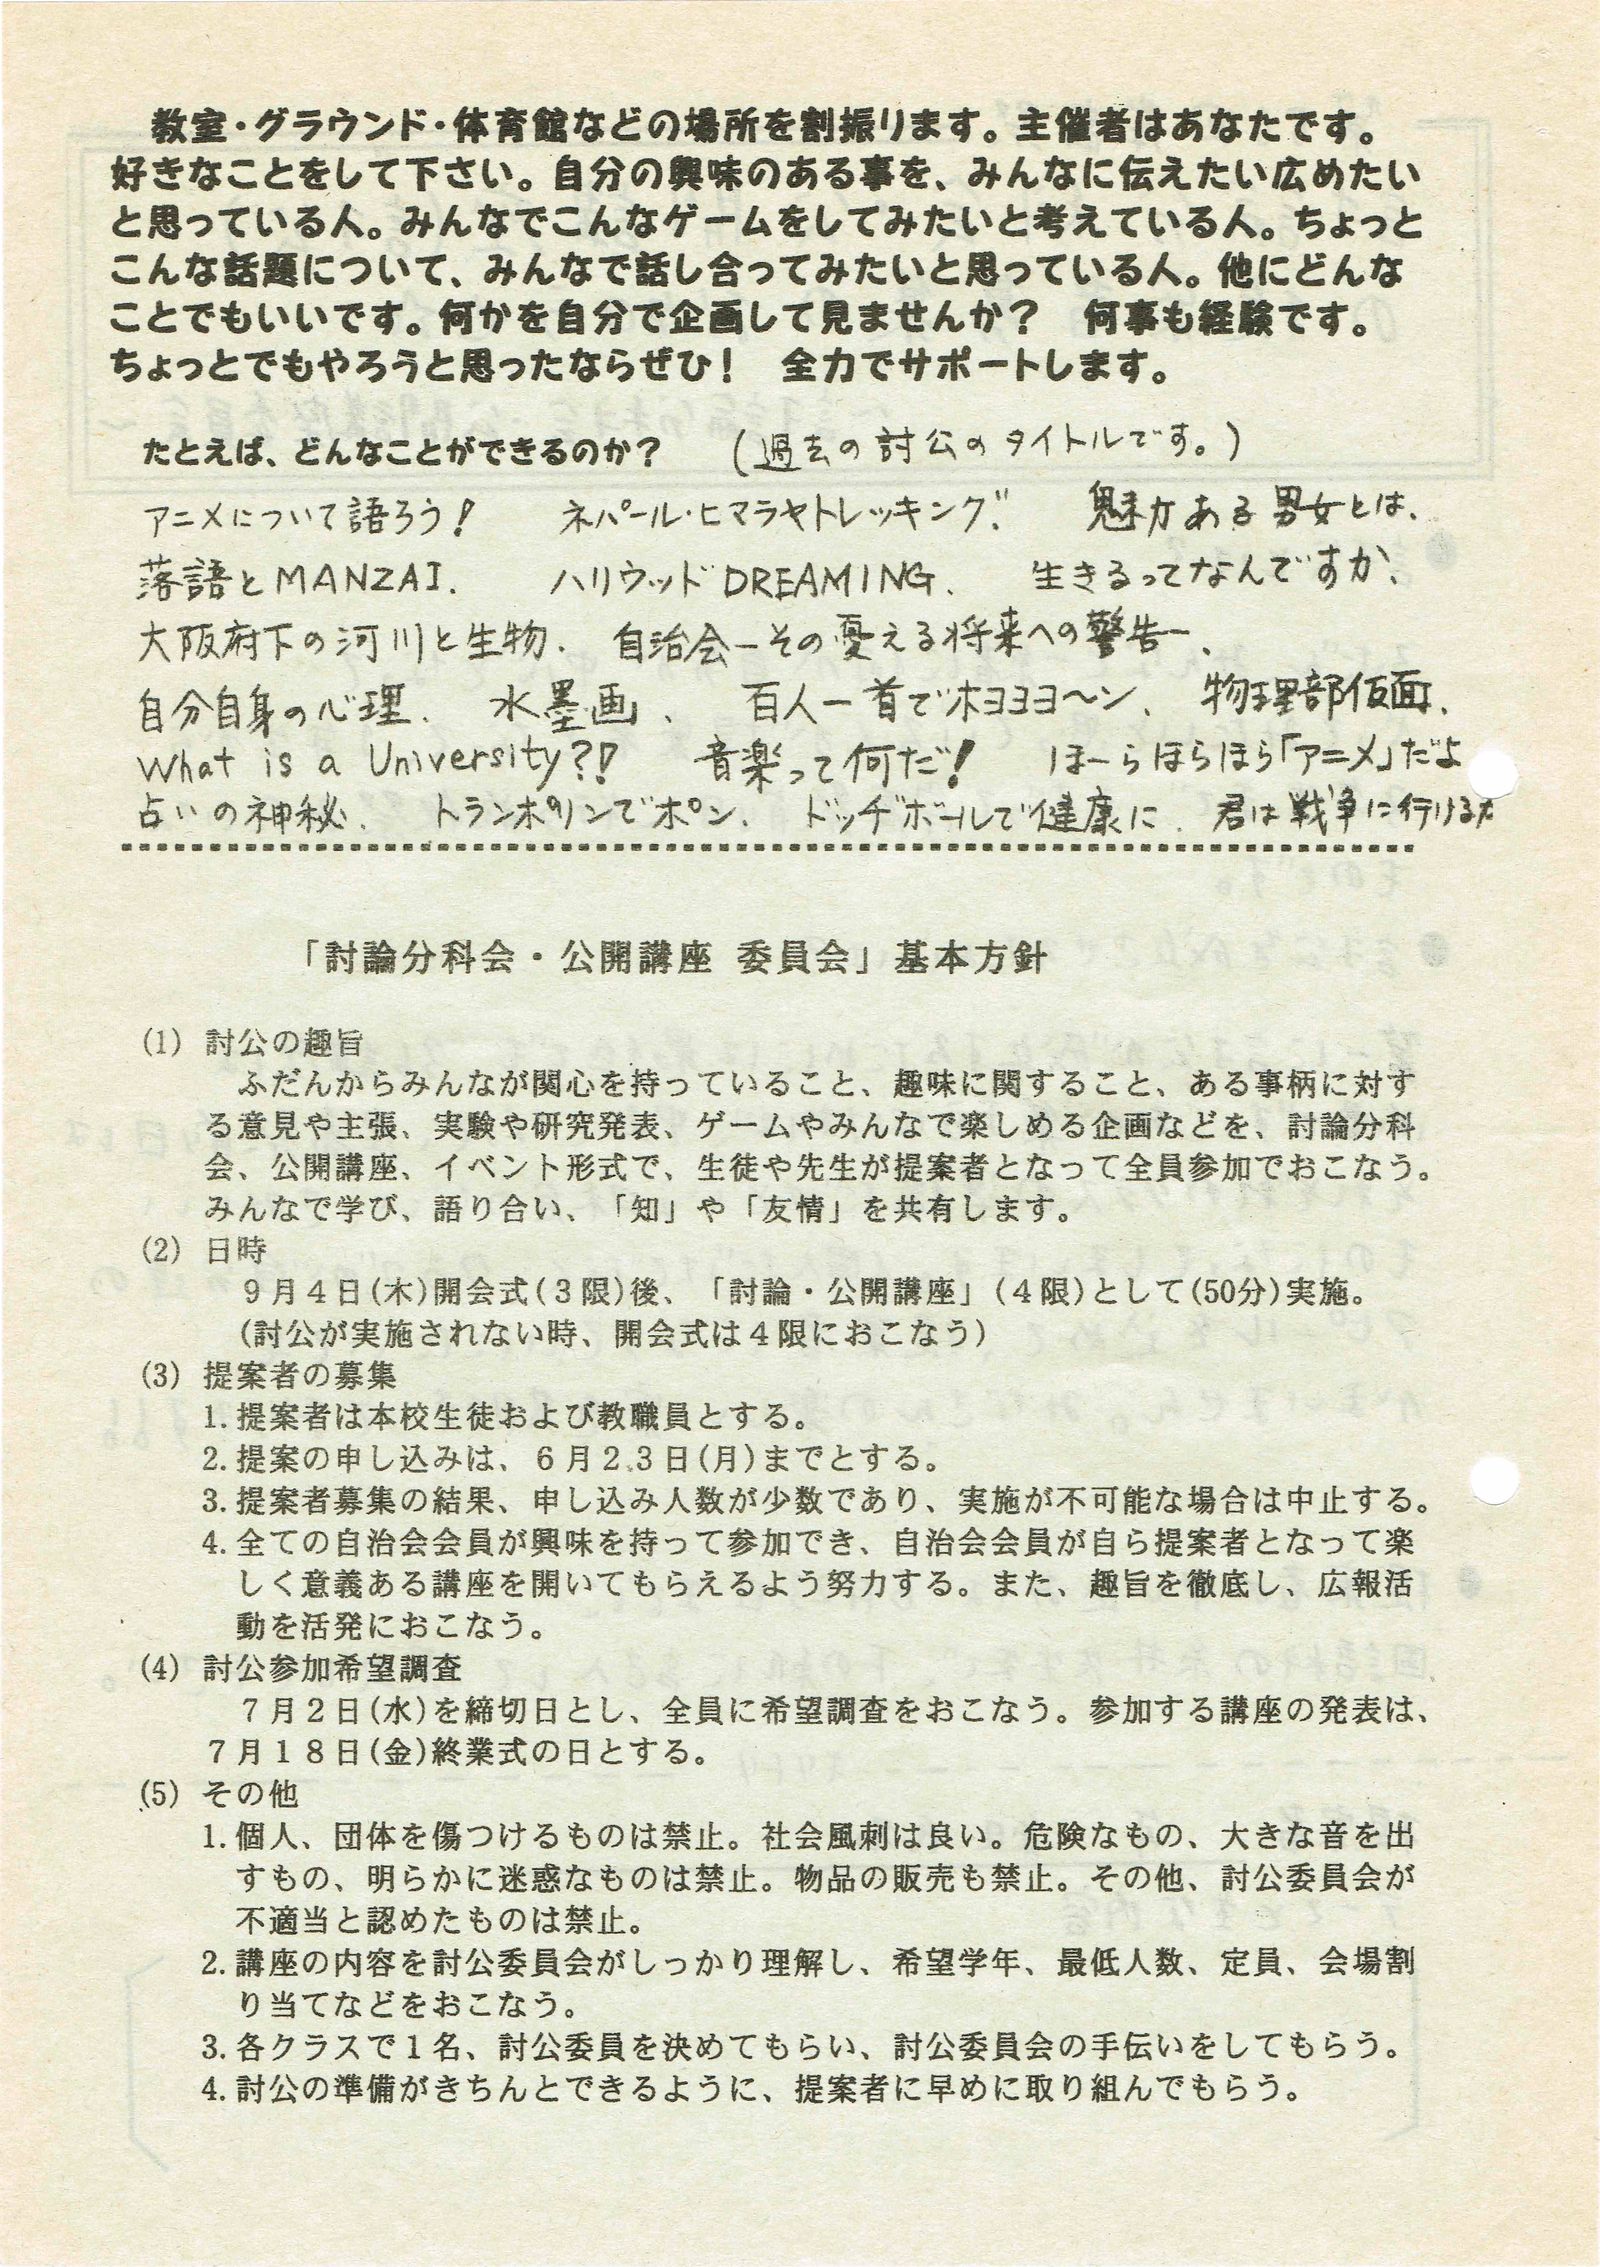 教室・グラウンド・体育館などの場所を割振ります。主催者はあなたです。
好きなことをして下さい。自分の興味のある事を、みんなに伝えたい広めたい
と思っている人。みんなでこんなゲームをしてみたいと考えている人。ちょっと
こんな話題について、みんなで話し合ってみたいと思っている人。他にどんな
ことでもいいです。何かを自分で企画して見ませんか？　何事も経験です。
ちょっとでもやろうと思ったならぜひ！　全力でサポートします。
たとえば、どんなことができるのか？　（過去の討公のタイトルです。）
アニメについて語ろう！　ネパール・ヒマラヤトレッキング、　魅力ある男女とは、
落語とMANZAI．　ハリウッドDREAMING．　生きるってなんですか、
大阪府下の河川と生物．　自治会－その憂える将来への警告－、
自分自身の心理．　水墨画、　百人一首でホヨヨヨ〜ン、　物理部仮面、
What is a University?!　音楽って何だ！　ほーらほらほら「アニメ」だよ
占いの神秘．　トランポリンでポン．　ドッヂボールで健康に．　君は戦争に行けるか
「討論分科会・公開講座 委員会」基本方針
(1) 討公の趣旨
ふだんからみんなが関心を持っていること、趣味に関すること、ある事柄に対す
る意見や主張、実験や研究発表、ゲームやみんなで楽しめる企画などを、討論分科
会、公開講座、イベント形式で、生徒や先生が提案者となって全員参加でおこなう。
みんなで学び、語り合い、「知」や「友情」を共有します。
(2) 日時
９月４日(木)開会式(３限)後、「討論・公開講座」(４限)として(50分)実施。
(討公が実施されない時、開会式は４限におこなう)
(3) 提案者の募集
1.提案者は本校生徒および教職員とする。
2.提案の申し込みは、６月２３日(月)までとする。
3.提案者募集の結果、申し込み人数が少数であり、実施が不可能な場合は中止する。
4.全ての自治会会員が興味を持って参加でき、自治会会員が自ら提案者となって楽
しく意義ある講座を開いてもらえるよう努力する。また、趣旨を徹底し、広報活
動を活発におこなう。
(4) 討公参加希望調査
７月２日(水)を締切日とし、全員に希望調査をおこなう。参加する講座の発表は、
７月１８日(金)終業式の日とする。
(5) その他
1.個人、団体を傷つけるものは禁止。社会風刺は良い。危険なもの、大きな音を出
すもの、明らかに迷惑なものは禁止。物品の販売も禁止。その他、討公委員会が
不適当と認めたものは禁止。
2.講座の内容を討公委員会がしっかり理解し、希望学年、最低人数、定員、会場割
り当てなどをおこなう。
3.各クラスで１名、討公委員を決めてもらい、討公委員会の手伝いをしてもらう。
4.討公の準備がきちんとできるように、提案者に早めに取り組んでもらう。